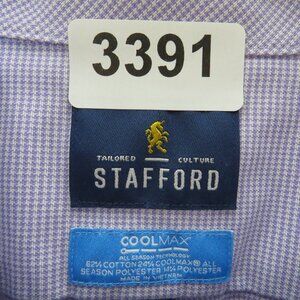 3391
TAILORED CULTURE
STAFFORD
COOLMAX
ALL SEASON TECHNOLOGY
62% COTTON 24% COOLMAX® ALL
SEASON POLYESTER 14% POLYESTER
MADE IN VIETNAM